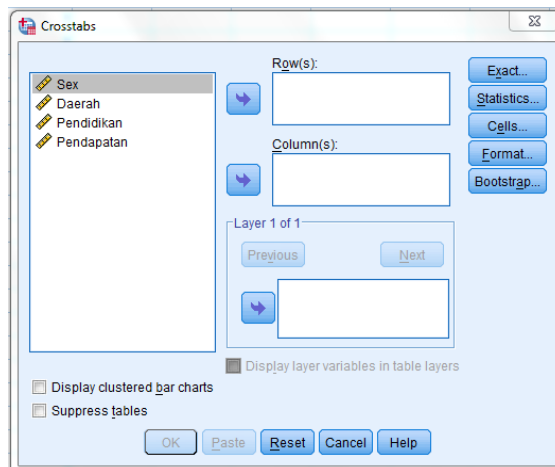 Crosstabs
Sex
Daerah
Pendidikan
Pendapatan
Row(s):
Column(s):
Layer 1 of 1
Previous
Next
Display layer variables in table layers
Exact...
Statistics...
Cells...
Format...
Bootstrap...
Display clustered bar charts
Suppress tables
OK
Paste
Reset
Cancel
Help